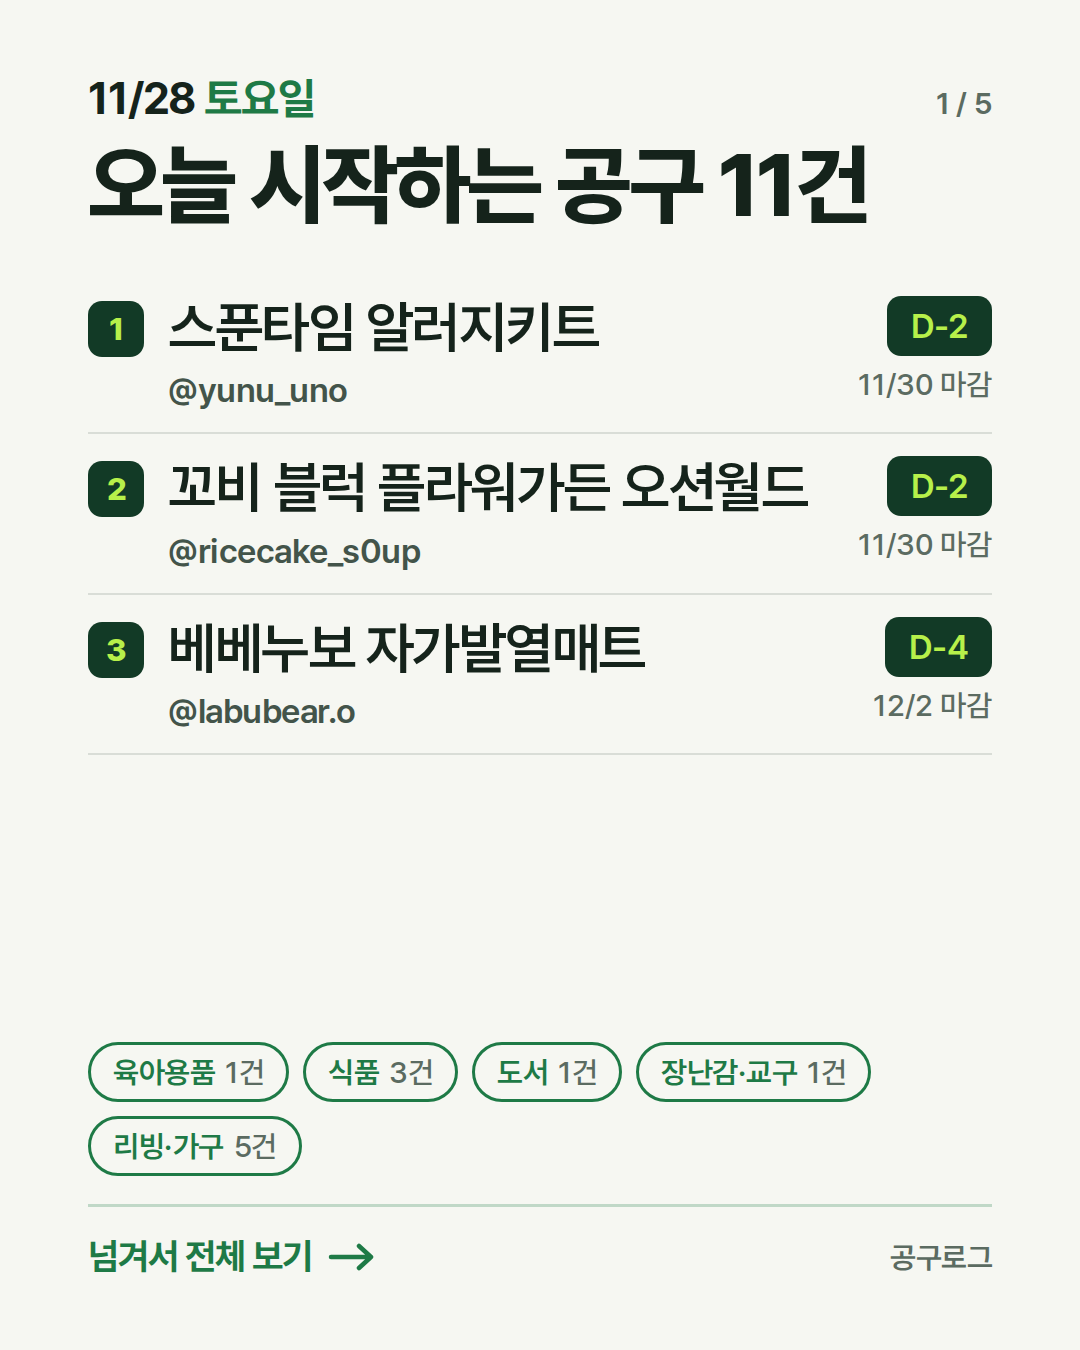 11/28 토요일
1 / 5
오늘 시작하는 공구 11건
1 스푼타임 알러지키트 D-2
@yunu_uno 11/30 마감
2 꼬비 블럭 플라워가든 오션월드 D-2
@ricecake_s0up 11/30 마감
3 베베누보 자가발열매트 D-4
@labubear.o 12/2 마감
육아용품 1건 식품 3건 도서 1건 장난감·교구 1건
리빙·가구 5건
넘겨서 전체 보기 → 공구로그